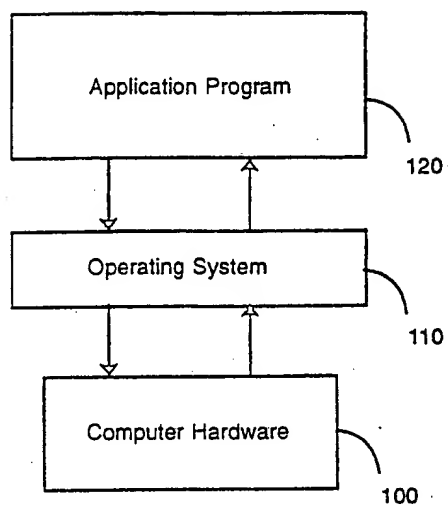 Application Program
120
Operating System
110
Computer Hardware
100